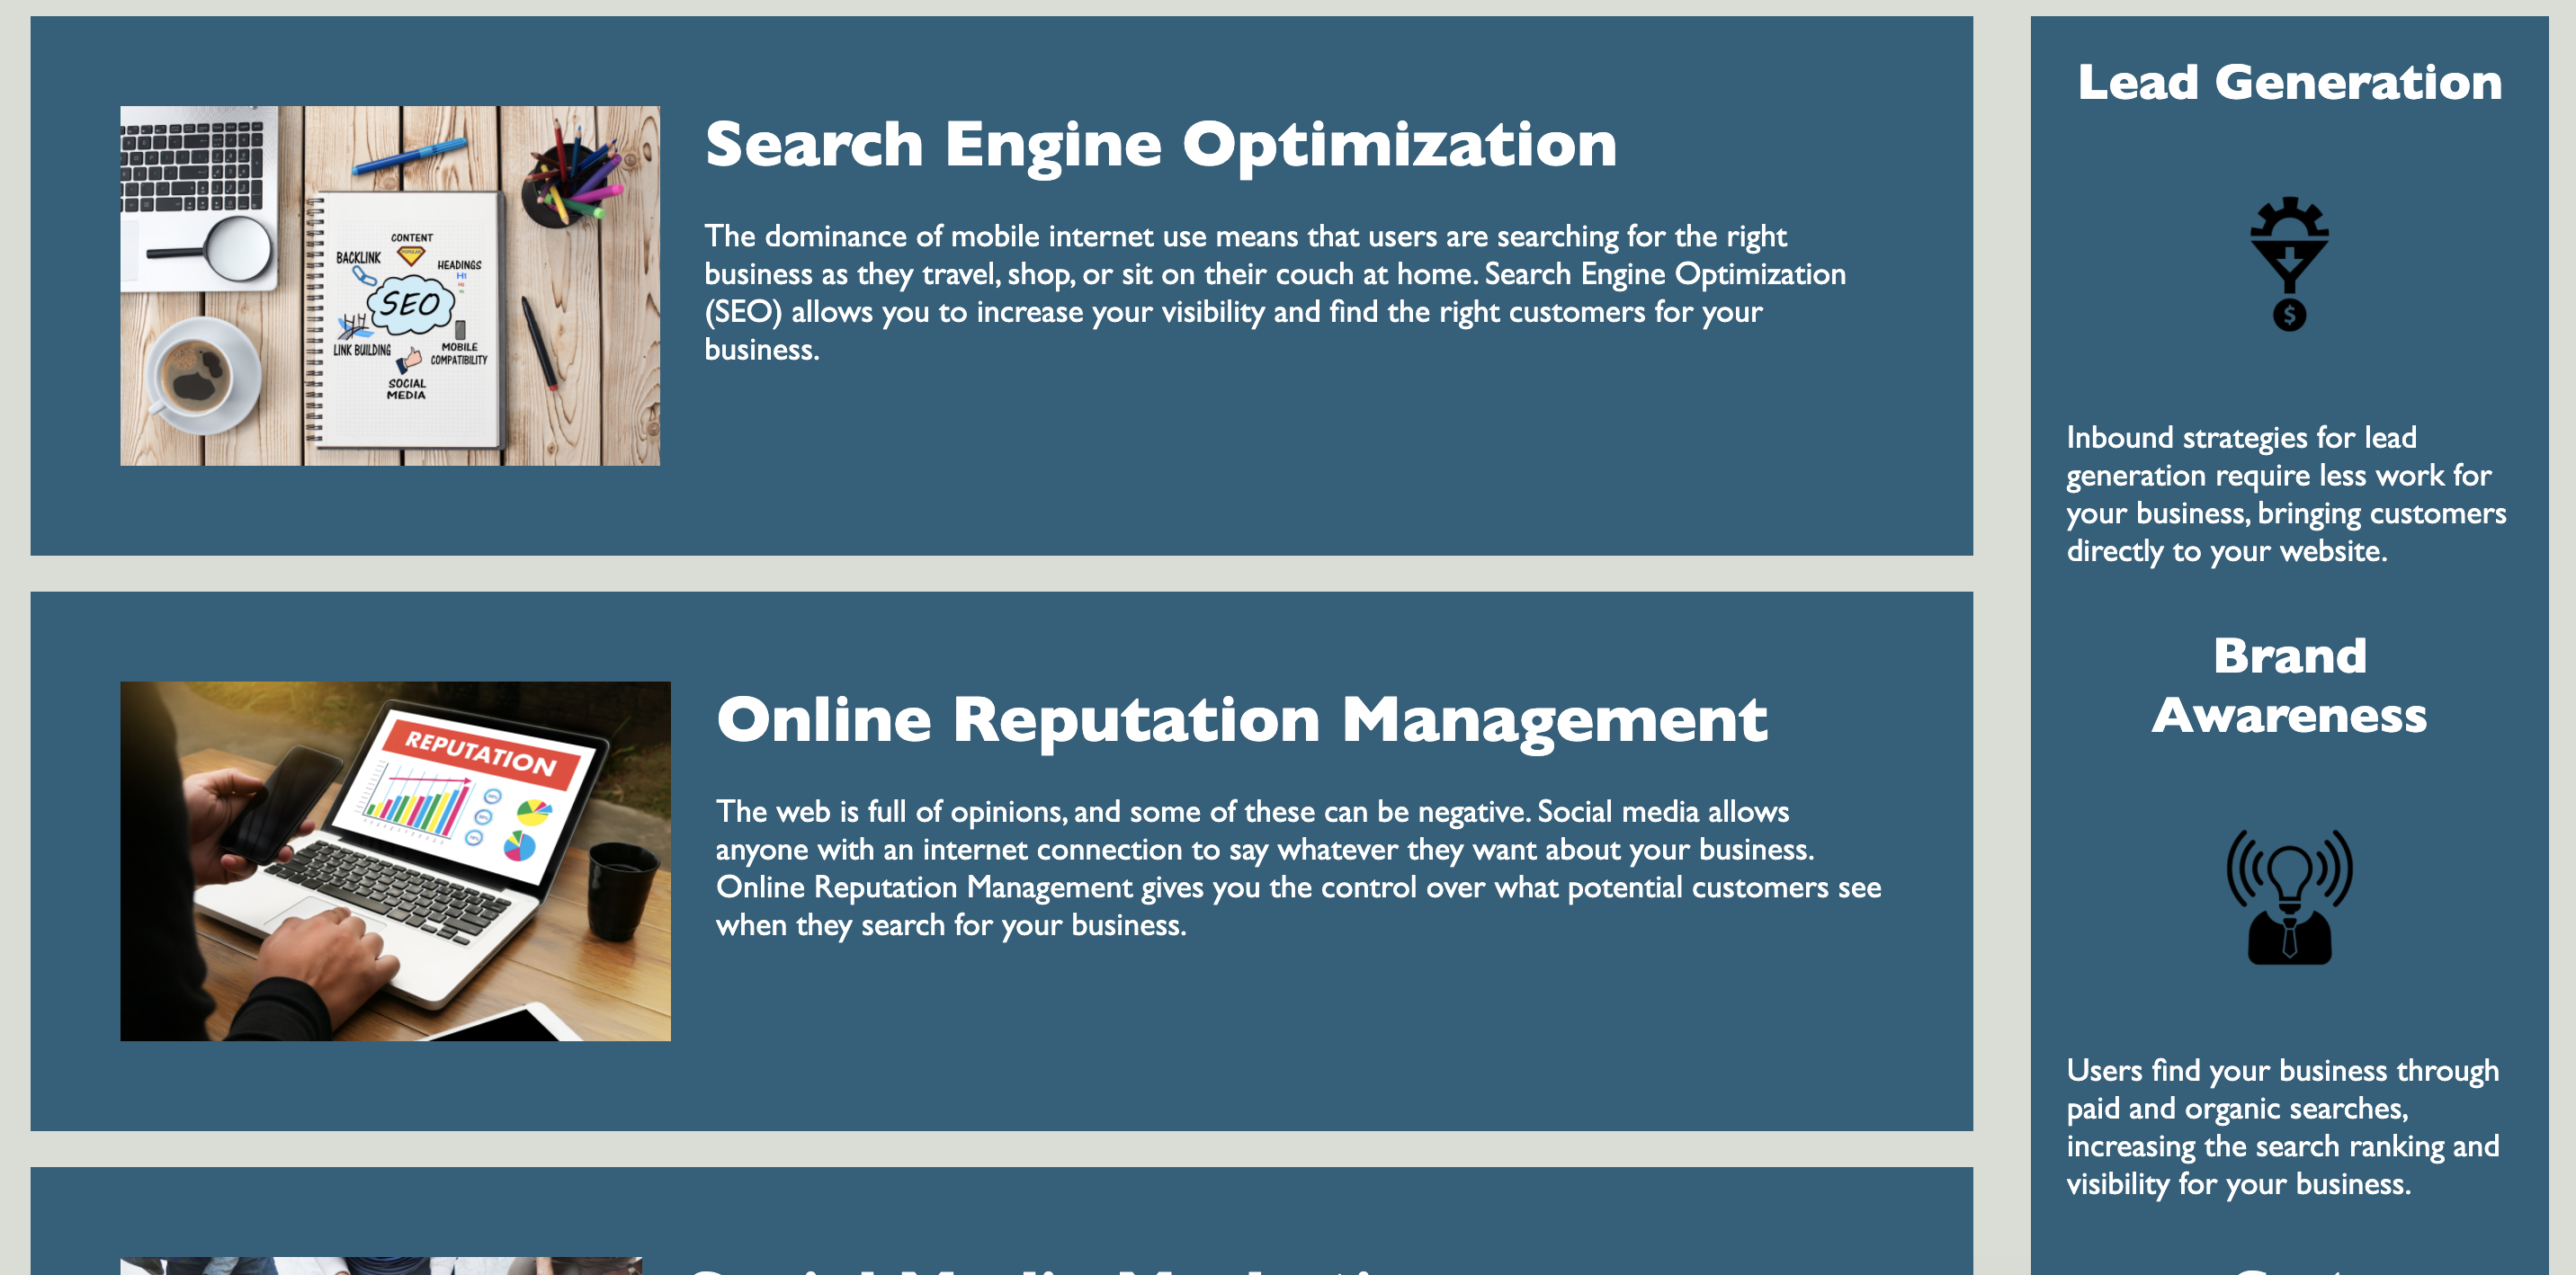 Search Engine Optimization
The dominance of mobile internet use means that users are searching for the right
business as they travel, shop, or sit on their couch at home. Search Engine Optimization
(SEO) allows you to increase your visibility and find the right customers for your
business.
CONTENT
BACKLINK
HEADINGS
H1
SEO
LINK BUILDING
MOBILE
COMPATIBILITY
SOCIAL
MEDIA
Online Reputation Management
The web is full of opinions, and some of these can be negative. Social media allows
anyone with an internet connection to say whatever they want about your business.
Online Reputation Management gives you the control over what potential customers see
when they search for your business.
REPUTATION
Lead Generation
$
Inbound strategies for lead
generation require less work for
your business, bringing customers
directly to your website.
Brand
Awareness
Users find your business through
paid and organic searches,
increasing the search ranking and
visibility for your business.